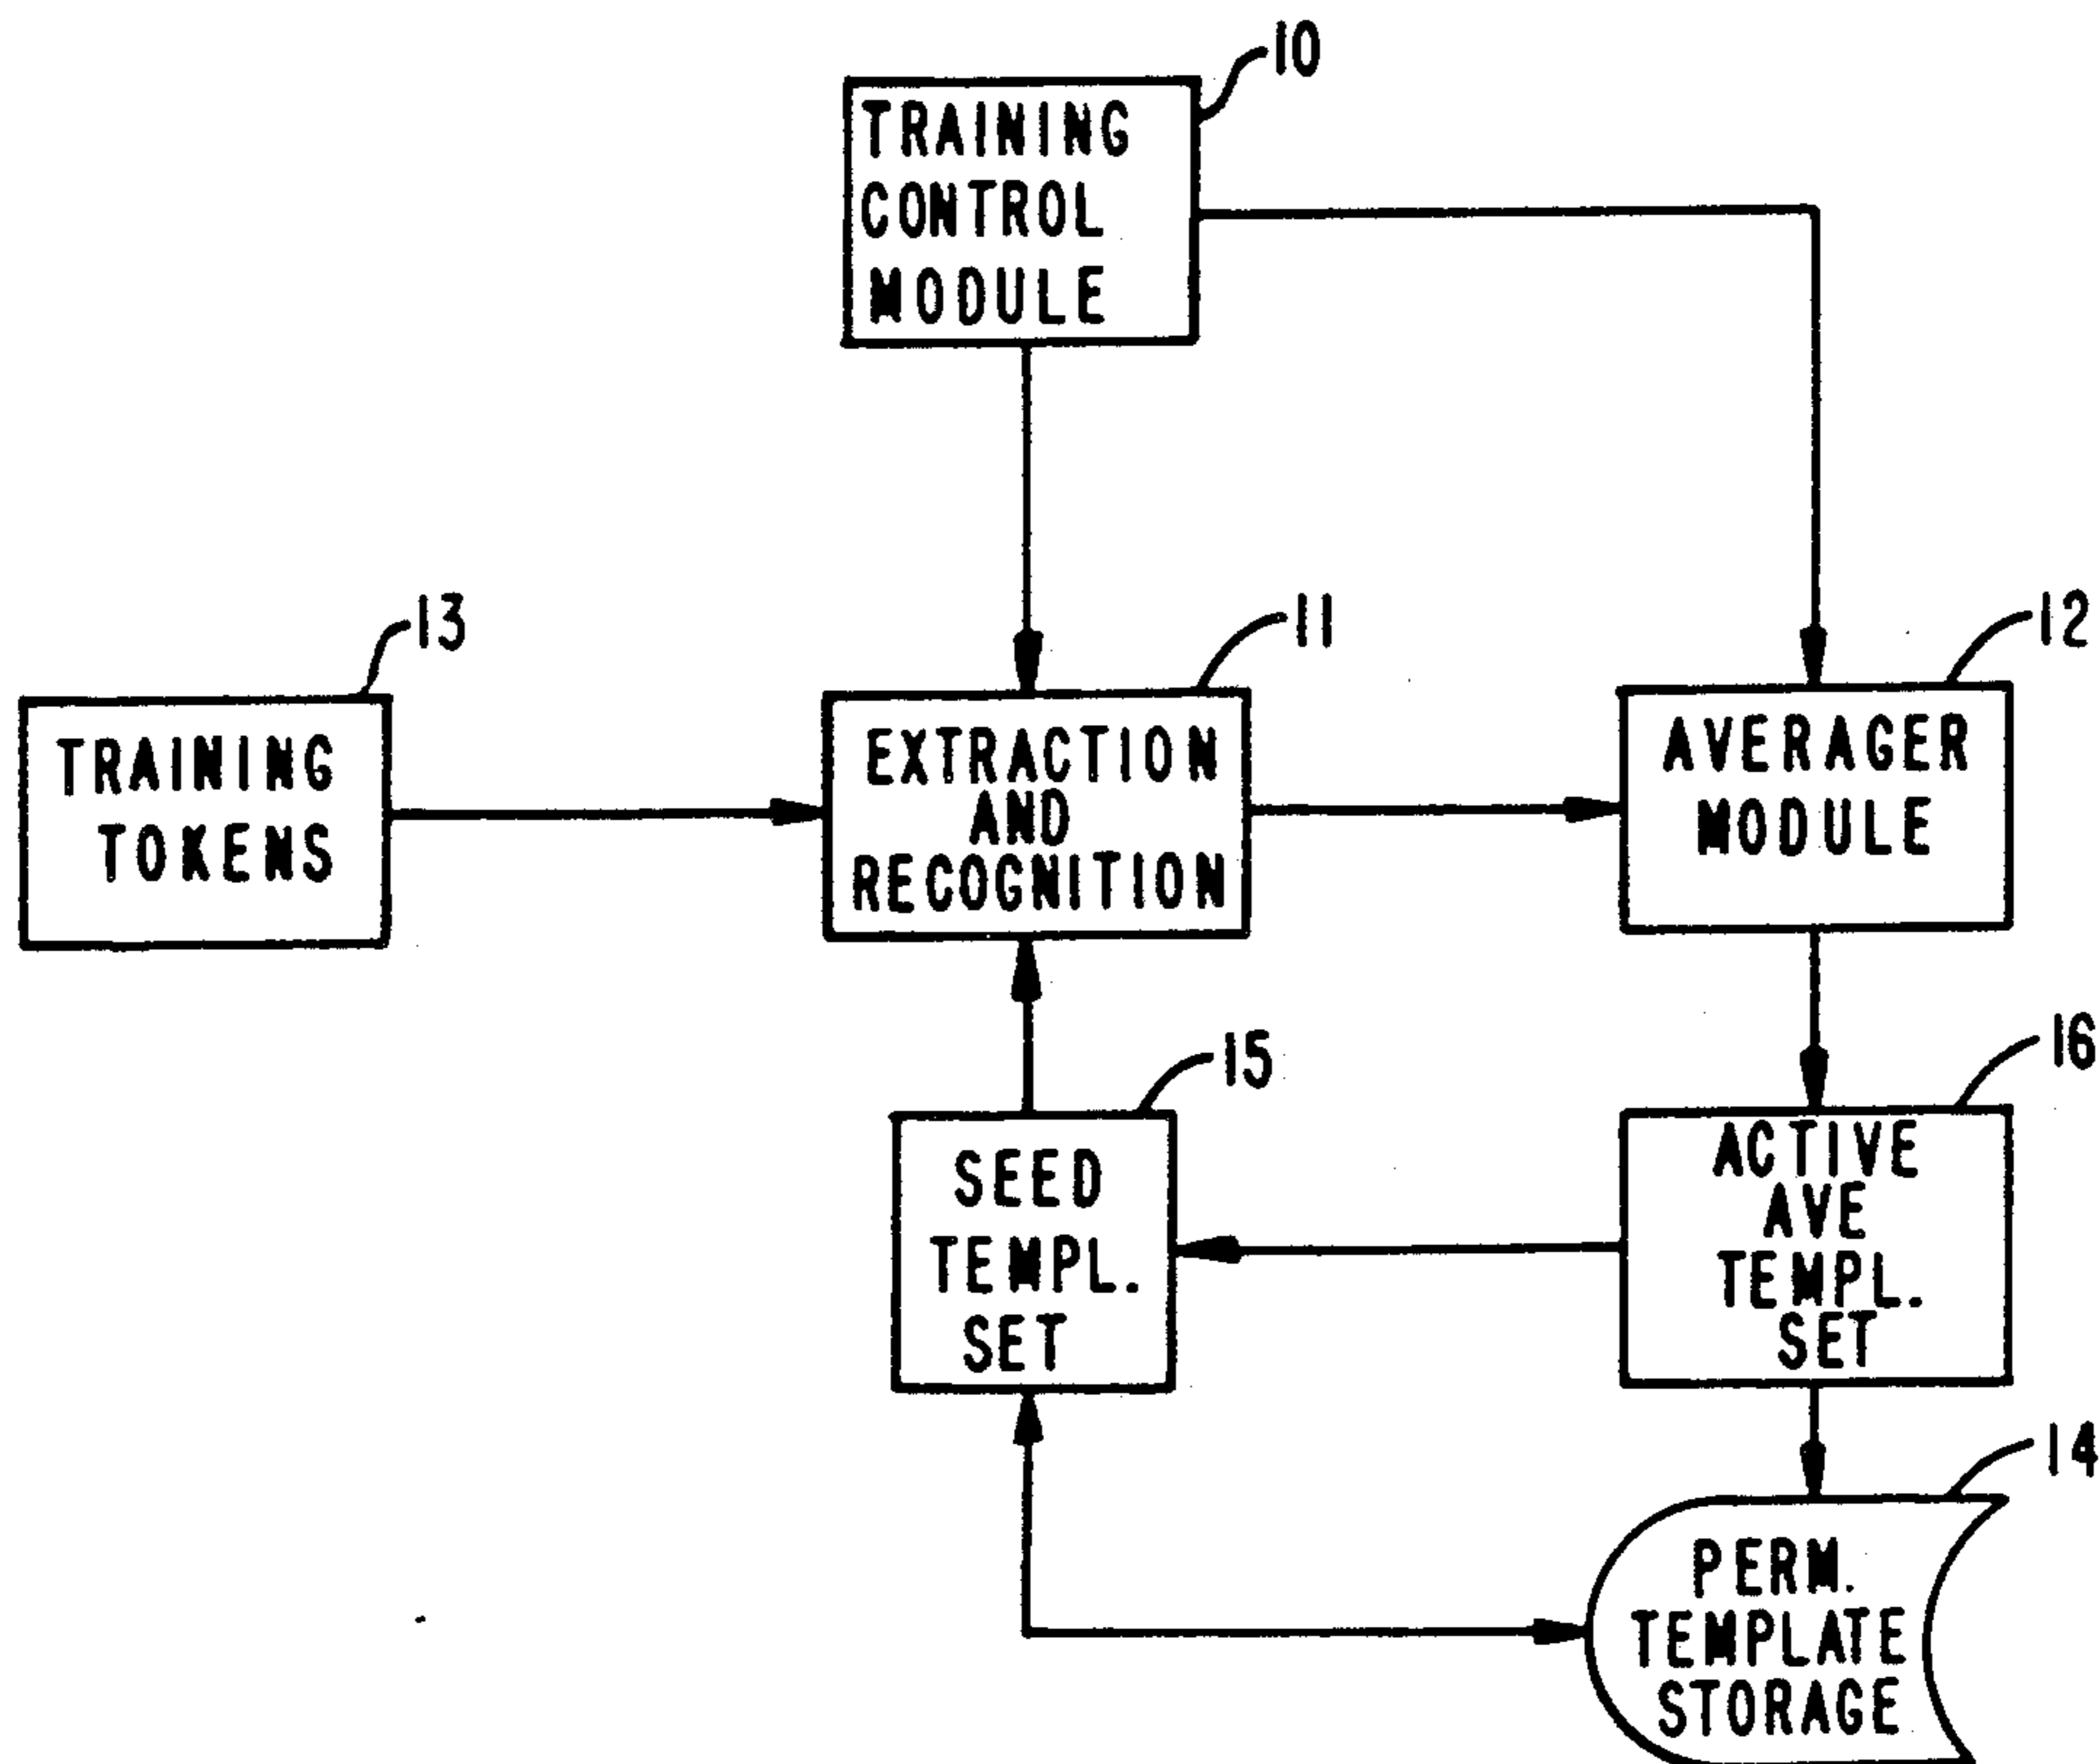 10
TRAINING
CONTROL
MODULE
13
TRAINING
TOKENS
11
EXTRACTION
AND
RECOGNITION
12
AVERAGER
MODULE
15
SEED
TEMPL.
SET
16
ACTIVE
AVE
TEMPL.
SET
14
PERM.
TEMPLATE
STORAGE